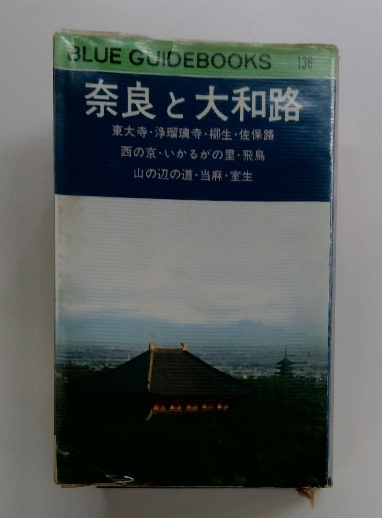 BLUE GUIDEBOOKS 138
奈良と大和路
東大寺·浄瑠璃寺·柳生·佐保路
西の京·いかるがの里·飛鳥
山の辺の道·当麻·室生